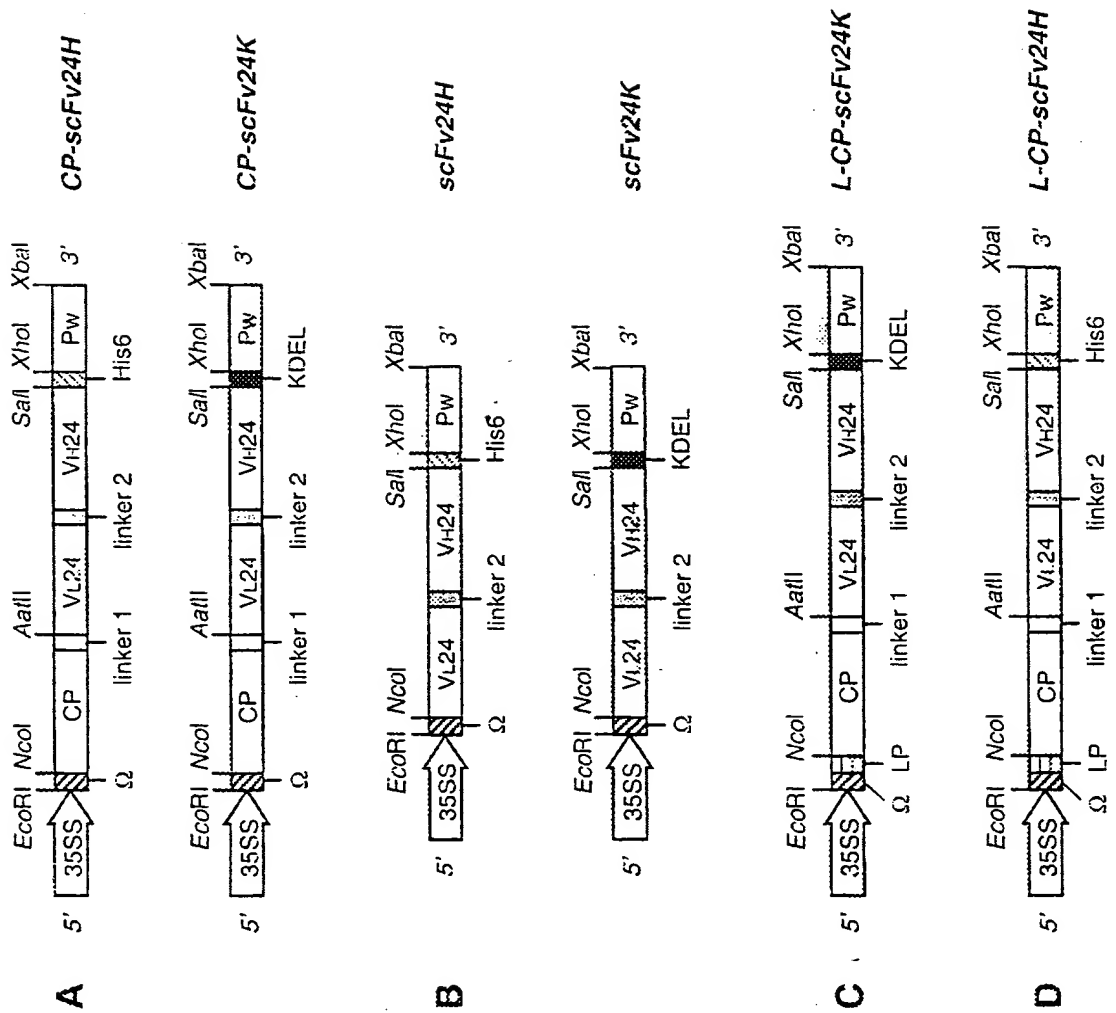 A
EcoRI NcoI AatII SalI XhoI XbaI
5' 35SS CP VL24 VH24 Pw 3' CP-scFv24H
Ω linker 1 linker 2 His6
EcoRI NcoI AatII SalI XhoI XbaI
5' 35SS CP VL24 VH24 Pw 3' CP-scFv24K
Ω linker 1 linker 2 KDEL
B
EcoRI NcoI SalI XhoI XbaI
5' 35SS VL24 VH24 Pw 3' scFv24H
Ω linker 2 His6
EcoRI NcoI SalI XhoI XbaI
35SS VL24 VH24 Pw 3' scFv24K
Ω linker 2 KDEL
C
EcoRI NcoI AatII SalI XhoI XbaI
5' 35SS CP VL24 VH24 Pw 3' L-CP-scFv24K
Ω LP linker 1 linker 2 KDEL
D
EcoRI NcoI AatII SalI XhoI XbaI
5' 35SS CP VL24 VH24 Pw 3' L-CP-scFv24H
Ω LP linker 1 linker 2 His6